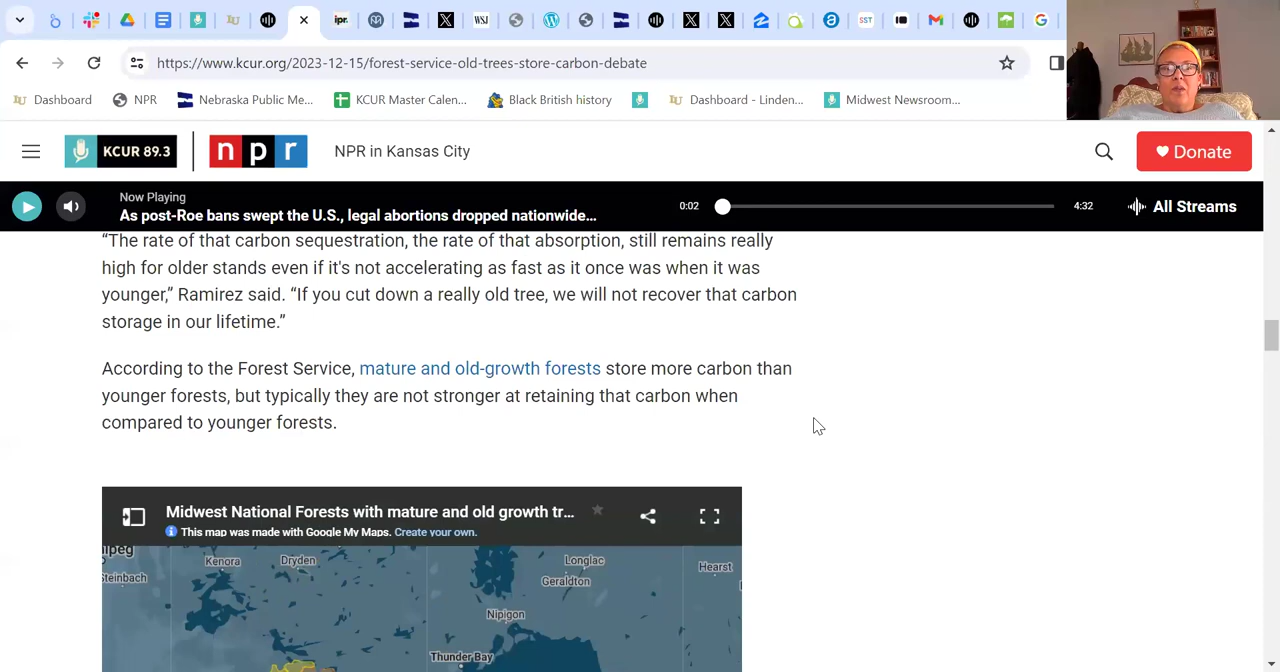 ipr.
WSJ
SST
https://www.kcur.org/2023-12-15/forest-service-old-trees-store-carbon-debate
Dashboard
NPR
Nebraska Public Me...
KCUR Master Calen...
Black British history
Dashboard - Linden...
Midwest Newsroom...
KCUR 89.3
npr
NPR in Kansas City
Donate
Now Playing
As post-Roe bans swept the U.S., legal abortions dropped nationwide...
0:02
4:32
All Streams
“The rate of that carbon sequestration, the rate of that absorption, still remains really
high for older stands even if it's not accelerating as fast as it once was when it was
younger,” Ramirez said. “If you cut down a really old tree, we will not recover that carbon
storage in our lifetime.”
According to the Forest Service, mature and old-growth forests store more carbon than
younger forests, but typically they are not stronger at retaining that carbon when
compared to younger forests.
Midwest National Forests with mature and old growth tr...
This map was made with Google My Maps. Create your own.
ipeg
Steinbach
Kenora
Dryden
Longlac
Geraldton
Hearst
Nipigon
Thunder Bay